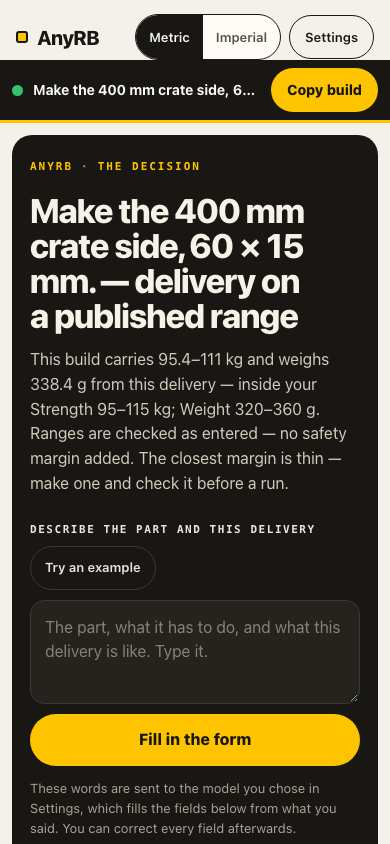 AnyRB
Metric
Imperial
Settings
Make the 400 mm crate side, 6...
Copy build
ANYRB · THE DECISION
Make the 400 mm
crate side, 60 × 15
mm. — delivery on
a published range
This build carries 95.4–111 kg and weighs
338.4 g from this delivery — inside your
Strength 95–115 kg; Weight 320–360 g.
Ranges are checked as entered — no safety
margin added. The closest margin is thin —
make one and check it before a run.
DESCRIBE THE PART AND THIS DELIVERY
Try an example
The part, what it has to do, and what this
delivery is like. Type it.
Fill in the form
These words are sent to the model you chose in
Settings, which fills the fields below from what you
said. You can correct every field afterwards.